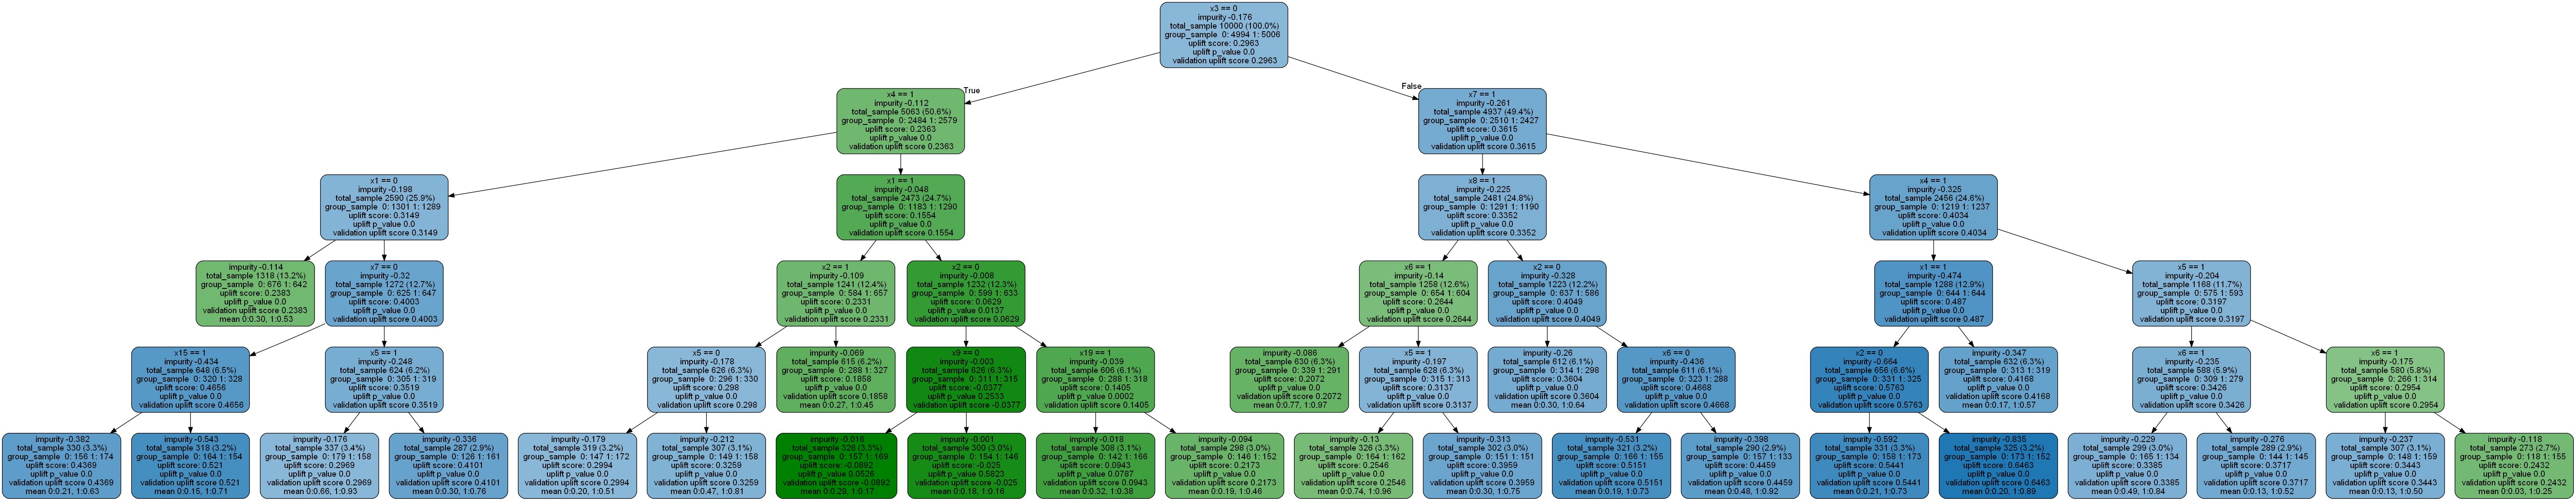 x3 == 0
impurity -0.176
total_sample 10000 (100.0%)
group_sample 0: 4994 1: 5006
uplift score: 0.2963
uplift p_value 0.0
validation uplift score 0.2963
True
False
x4 == 1
impurity -0.112
total_sample 5063 (50.6%)
group_sample 0: 2484 1: 2579
uplift score: 0.2363
uplift p_value 0.0
validation uplift score 0.2363
x7 == 1
impurity -0.261
total_sample 4937 (49.4%)
group_sample 0: 2510 1: 2427
uplift score: 0.3615
uplift p_value 0.0
validation uplift score 0.3615
x1 == 0
impurity -0.198
total_sample 2590 (25.9%)
group_sample 0: 1301 1: 1289
uplift score: 0.3149
uplift p_value 0.0
validation uplift score 0.3149
x1 == 1
impurity -0.048
total_sample 2473 (24.7%)
group_sample 0: 1183 1: 1290
uplift score: 0.1554
uplift p_value 0.0
validation uplift score 0.1554
x8 == 1
impurity -0.225
total_sample 2481 (24.8%)
group_sample 0: 1291 1: 1190
uplift score: 0.3352
uplift p_value 0.0
validation uplift score 0.3352
x4 == 1
impurity -0.325
total_sample 2456 (24.6%)
group_sample 0: 1219 1: 1237
uplift score: 0.4034
uplift p_value 0.0
validation uplift score 0.4034
impurity -0.114
total_sample 1318 (13.2%)
group_sample 0: 676 1: 642
uplift score: 0.2383
uplift p_value 0.0
validation uplift score 0.2383
mean 0:0.30, 1:0.53
x7 == 0
impurity -0.32
total_sample 1272 (12.7%)
group_sample 0: 625 1: 647
uplift score: 0.4003
uplift p_value 0.0
validation uplift score 0.4003
x2 == 1
impurity -0.109
total_sample 1241 (12.4%)
group_sample 0: 584 1: 657
uplift score: 0.2331
uplift p_value 0.0
validation uplift score 0.2331
x2 == 0
impurity -0.008
total_sample 1232 (12.3%)
group_sample 0: 599 1: 633
uplift score: 0.0629
uplift p_value 0.0137
validation uplift score 0.0629
x6 == 1
impurity -0.14
total_sample 1258 (12.6%)
group_sample 0: 654 1: 604
uplift score: 0.2644
uplift p_value 0.0
validation uplift score 0.2644
x2 == 0
impurity -0.328
total_sample 1223 (12.2%)
group_sample 0: 637 1: 586
uplift score: 0.4049
uplift p_value 0.0
validation uplift score 0.4049
x1 == 1
impurity -0.474
total_sample 1288 (12.9%)
group_sample 0: 644 1: 644
uplift score: 0.487
uplift p_value 0.0
validation uplift score 0.487
x5 == 1
impurity -0.204
total_sample 1168 (11.7%)
group_sample 0: 575 1: 593
uplift score: 0.3197
uplift p_value 0.0
validation uplift score 0.3197
x15 == 1
impurity -0.434
total_sample 648 (6.5%)
group_sample 0: 320 1: 328
uplift score: 0.4656
uplift p_value 0.0
validation uplift score 0.4656
x5 == 1
impurity -0.248
total_sample 624 (6.2%)
group_sample 0: 305 1: 319
uplift score: 0.3519
uplift p_value 0.0
validation uplift score 0.3519
x5 == 0
impurity -0.178
total_sample 626 (6.3%)
group_sample 0: 296 1: 330
uplift score: 0.298
uplift p_value 0.0
validation uplift score 0.298
impurity -0.069
total_sample 615 (6.2%)
group_sample 0: 288 1: 327
uplift score: 0.1858
uplift p_value 0.0
validation uplift score 0.1858
mean 0:0.27, 1:0.45
x9 == 0
impurity -0.003
total_sample 626 (6.3%)
group_sample 0: 311 1: 315
uplift score: -0.0377
uplift p_value 0.2533
validation uplift score -0.0377
x19 == 1
impurity -0.039
total_sample 606 (6.1%)
group_sample 0: 288 1: 318
uplift score: 0.1405
uplift p_value 0.0002
validation uplift score 0.1405
impurity -0.086
total_sample 630 (6.3%)
group_sample 0: 339 1: 291
uplift score: 0.2072
uplift p_value 0.0
validation uplift score 0.2072
mean 0:0.77, 1:0.97
x5 == 1
impurity -0.197
total_sample 628 (6.3%)
group_sample 0: 315 1: 313
uplift score: 0.3137
uplift p_value 0.0
validation uplift score 0.3137
impurity -0.26
total_sample 612 (6.1%)
group_sample 0: 314 1: 298
uplift score: 0.3604
uplift p_value 0.0
validation uplift score 0.3604
mean 0:0.30, 1:0.64
x6 == 0
impurity -0.436
total_sample 611 (6.1%)
group_sample 0: 323 1: 288
uplift score: 0.4668
uplift p_value 0.0
validation uplift score 0.4668
x2 == 0
impurity -0.664
total_sample 656 (6.6%)
group_sample 0: 331 1: 325
uplift score: 0.5763
uplift p_value 0.0
validation uplift score 0.5763
impurity -0.347
total_sample 632 (6.3%)
group_sample 0: 313 1: 319
uplift score: 0.4168
uplift p_value 0.0
validation uplift score 0.4168
mean 0:0.17, 1:0.57
x6 == 1
impurity -0.235
total_sample 588 (5.9%)
group_sample 0: 309 1: 279
uplift score: 0.3426
uplift p_value 0.0
validation uplift score 0.3426
x6 == 1
impurity -0.175
total_sample 580 (5.8%)
group_sample 0: 266 1: 314
uplift score: 0.2954
uplift p_value 0.0
validation uplift score 0.2954
impurity -0.382
total_sample 330 (3.3%)
group_sample 0: 156 1: 174
uplift score: 0.4369
uplift p_value 0.0
validation uplift score 0.4369
mean 0:0.21, 1:0.63
impurity -0.543
total_sample 318 (3.2%)
group_sample 0: 164 1: 154
uplift score: 0.521
uplift p_value 0.0
validation uplift score 0.521
mean 0:0.15, 1:0.71
impurity -0.176
total_sample 337 (3.4%)
group_sample 0: 179 1: 158
uplift score: 0.2969
uplift p_value 0.0
validation uplift score 0.2969
mean 0:0.66, 1:0.93
impurity -0.336
total_sample 287 (2.9%)
group_sample 0: 126 1: 161
uplift score: 0.4101
uplift p_value 0.0
validation uplift score 0.4101
mean 0:0.30, 1:0.76
impurity -0.179
total_sample 319 (3.2%)
group_sample 0: 147 1: 172
uplift score: 0.2994
uplift p_value 0.0
validation uplift score 0.2994
mean 0:0.20, 1:0.51
impurity -0.212
total_sample 307 (3.1%)
group_sample 0: 149 1: 158
uplift score: 0.3259
uplift p_value 0.0
validation uplift score 0.3259
mean 0:0.47, 1:0.81
impurity -0.016
total_sample 326 (3.3%)
group_sample 0: 157 1: 169
uplift score: -0.0892
uplift p_value 0.0526
validation uplift score -0.0892
mean 0:0.29, 1:0.17
impurity -0.001
total_sample 300 (3.0%)
group_sample 0: 154 1: 146
uplift score: -0.025
uplift p_value 0.5823
validation uplift score -0.025
mean 0:0.18, 1:0.16
impurity -0.018
total_sample 308 (3.1%)
group_sample 0: 142 1: 166
uplift score: 0.0943
uplift p_value 0.0787
validation uplift score 0.0943
mean 0:0.32, 1:0.38
impurity -0.094
total_sample 298 (3.0%)
group_sample 0: 146 1: 152
uplift score: 0.2173
uplift p_value 0.0
validation uplift score 0.2173
mean 0:0.19, 1:0.46
impurity -0.13
total_sample 326 (3.3%)
group_sample 0: 164 1: 162
uplift score: 0.2546
uplift p_value 0.0
validation uplift score 0.2546
mean 0:0.74, 1:0.96
impurity -0.313
total_sample 302 (3.0%)
group_sample 0: 151 1: 151
uplift score: 0.3959
uplift p_value 0.0
validation uplift score 0.3959
mean 0:0.30, 1:0.75
impurity -0.531
total_sample 321 (3.2%)
group_sample 0: 166 1: 155
uplift score: 0.5151
uplift p_value 0.0
validation uplift score 0.5151
mean 0:0.19, 1:0.73
impurity -0.398
total_sample 290 (2.9%)
group_sample 0: 157 1: 133
uplift score: 0.4459
uplift p_value 0.0
validation uplift score 0.4459
mean 0:0.48, 1:0.92
impurity -0.592
total_sample 331 (3.3%)
group_sample 0: 158 1: 173
uplift score: 0.5441
uplift p_value 0.0
validation uplift score 0.5441
mean 0:0.21, 1:0.73
impurity -0.835
total_sample 325 (3.2%)
group_sample 0: 173 1: 152
uplift score: 0.6463
uplift p_value 0.0
validation uplift score 0.6463
mean 0:0.20, 1:0.89
impurity -0.229
total_sample 299 (3.0%)
group_sample 0: 165 1: 134
uplift score: 0.3385
uplift p_value 0.0
validation uplift score 0.3385
mean 0:0.49, 1:0.84
impurity -0.276
total_sample 289 (2.9%)
group_sample 0: 144 1: 145
uplift score: 0.3717
uplift p_value 0.0
validation uplift score 0.3717
mean 0:0.13, 1:0.52
impurity -0.237
total_sample 307 (3.1%)
group_sample 0: 148 1: 159
uplift score: 0.3443
uplift p_value 0.0
validation uplift score 0.3443
mean 0:0.13, 1:0.50
impurity -0.118
total_sample 273 (2.7%)
group_sample 0: 118 1: 155
uplift score: 0.2432
uplift p_value 0.0
validation uplift score 0.2432
mean 0:0.03, 1:0.25